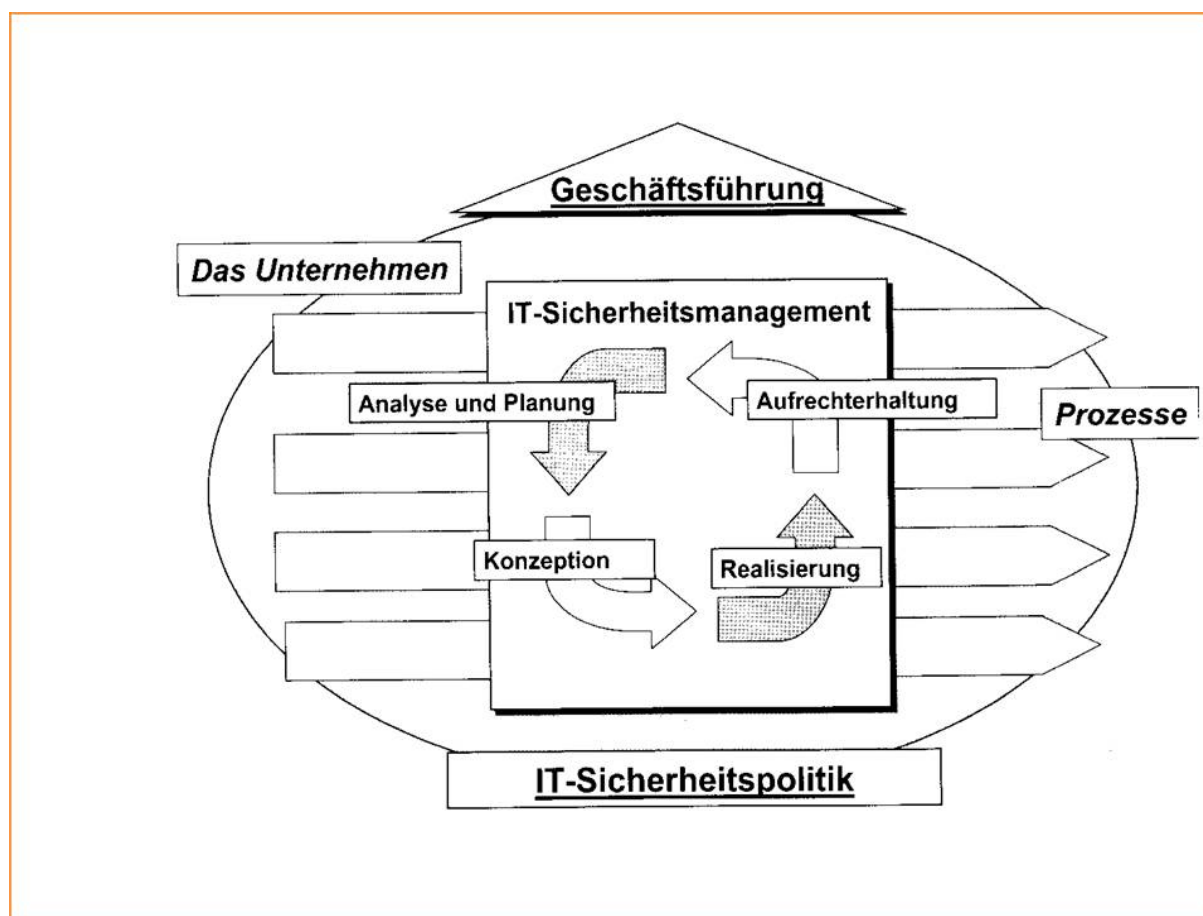 Geschäftsführung
Das Unternehmen
IT-Sicherheitsmanagement
Analyse und Planung
Aufrechterhaltung
Prozesse
Konzeption
Realisierung
IT-Sicherheitspolitik